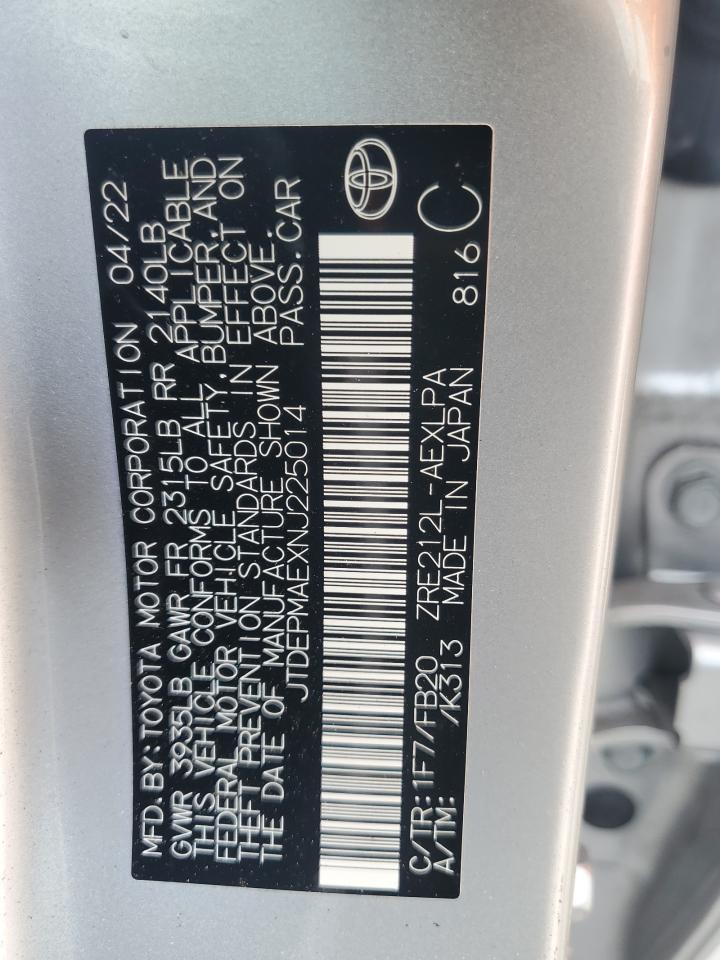 MFD. BY: TOYOTA MOTOR CORPORATION 04/22
GVWR 3935LB GAWR FR 2315LB RR 2140LB
THIS VEHICLE CONFORMS TO ALL APPLICABLE
FEDERAL MOTOR VEHICLE SAFETY, BUMPER, AND
THEFT PREVENTION STANDARDS IN EFFECT ON
THE DATE OF MANUFACTURE SHOWN ABOVE.
JTDEPMAEXNJ225014 PASS. CAR
C/TR: 1F7/FB20 ZRE212L-AEXLPA 816 C
A/TM: /K313 MADE IN JAPAN